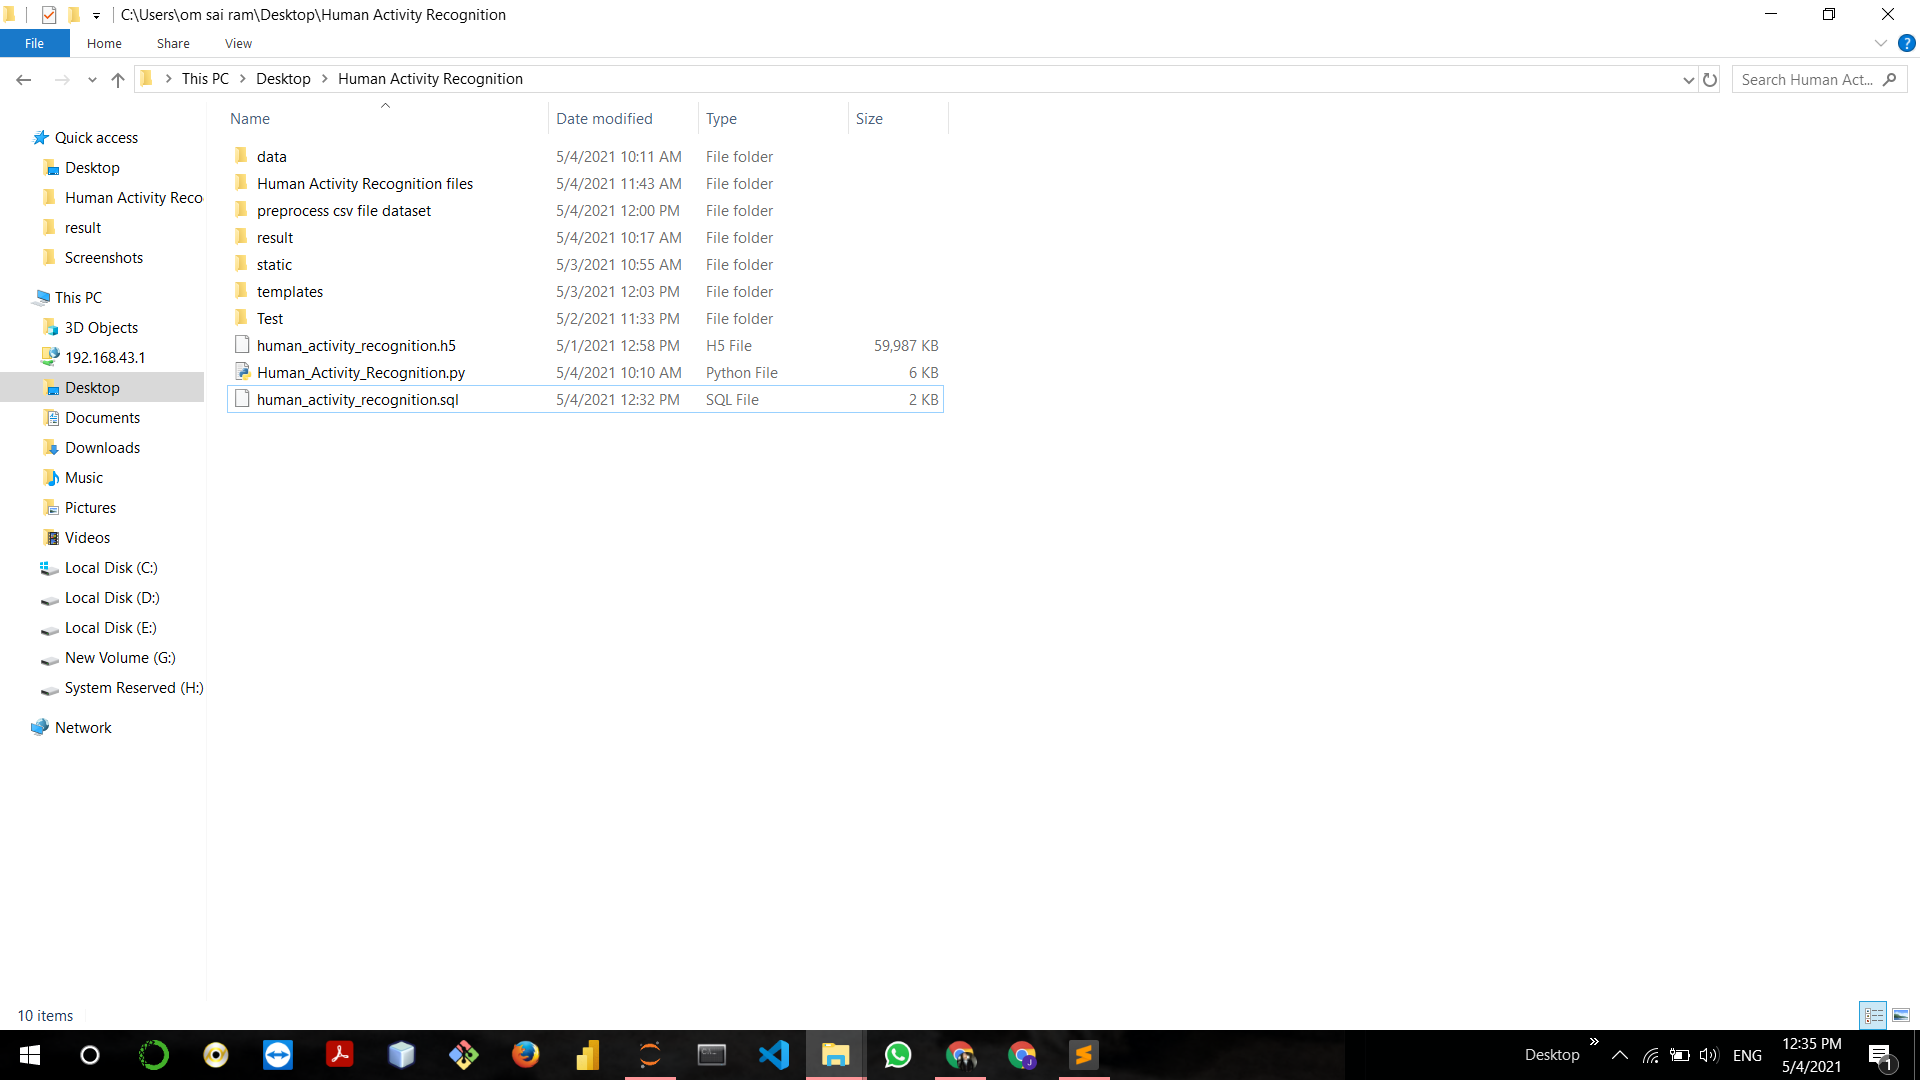 C:\Users\om sai ram\Desktop\Human Activity Recognition
File Home Share View
?
This PC Desktop Human Activity Recognition
Search Human Act...
Name Date modified Type Size
Quick access
Desktop
Human Activity Reco
result
Screenshots
This PC
3D Objects
192.168.43.1
Desktop
Documents
Downloads
Music
Pictures
Videos
Local Disk (C:)
Local Disk (D:)
Local Disk (E:)
New Volume (G:)
System Reserved (H:)
Network
data 5/4/2021 10:11 AM File folder
Human Activity Recognition files 5/4/2021 11:43 AM File folder
preprocess csv file dataset 5/4/2021 12:00 PM File folder
result 5/4/2021 10:17 AM File folder
static 5/3/2021 10:55 AM File folder
templates 5/3/2021 12:03 PM File folder
Test 5/2/2021 11:33 PM File folder
human_activity_recognition.h5 5/1/2021 12:58 PM H5 File 59,987 KB
Human_Activity_Recognition.py 5/4/2021 10:10 AM Python File 6 KB
human_activity_recognition.sql 5/4/2021 12:32 PM SQL File 2 KB
10 items
Desktop ENG 12:35 PM
5/4/2021
1